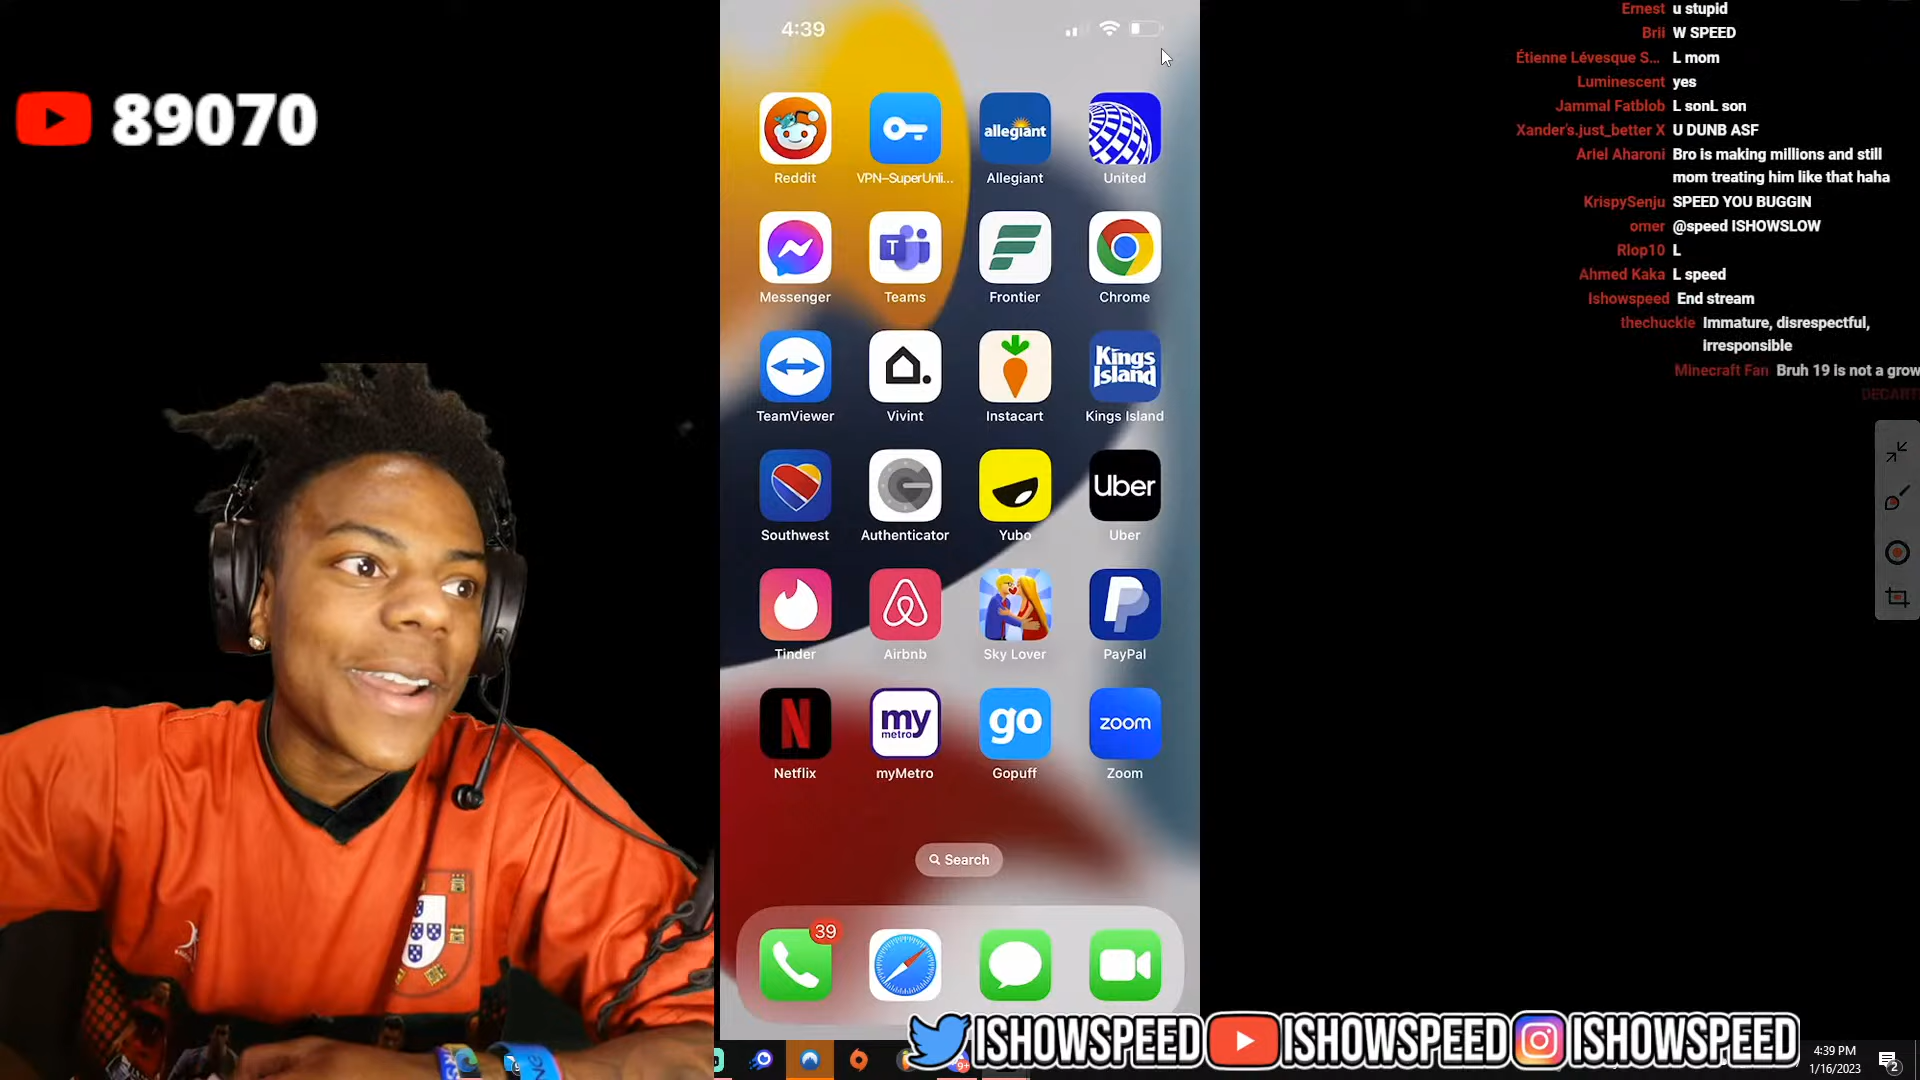 89070
4:39
Reddit
VPN-SuperUnli...
allegiant
Allegiant
United
Messenger
T
Teams
Frontier
Chrome
TeamViewer
Vivint
Instacart
Kings
Island
Kings Island
Southwest
Authenticator
Yubo
Uber
Uber
Tinder
Airbnb
Sky Lover
PayPal
Netflix
my
metro
myMetro
go
Gopuff
zoom
Zoom
Search
39
Ernest u stupid
Brii W SPEED
Étienne Lévesque S... L mom
Luminescent yes
Jammal Fatblob L sonL son
Xander's.just_better X U DUNB ASF
Ariel Aharoni Bro is making millions and still
mom treating him like that haha
KrispySenju SPEED YOU BUGGIN
omer @speed ISHOWSLOW
Rlop10 L
Ahmed Kaka L speed
Ishowspeed End stream
thechuckie Immature, disrespectful,
irresponsible
Minecraft Fan Bruh 19 is not a grow
ISHOWSPEED ISHOWSPEED ISHOWSPEED
9+
4:39 PM
1/16/2023
2